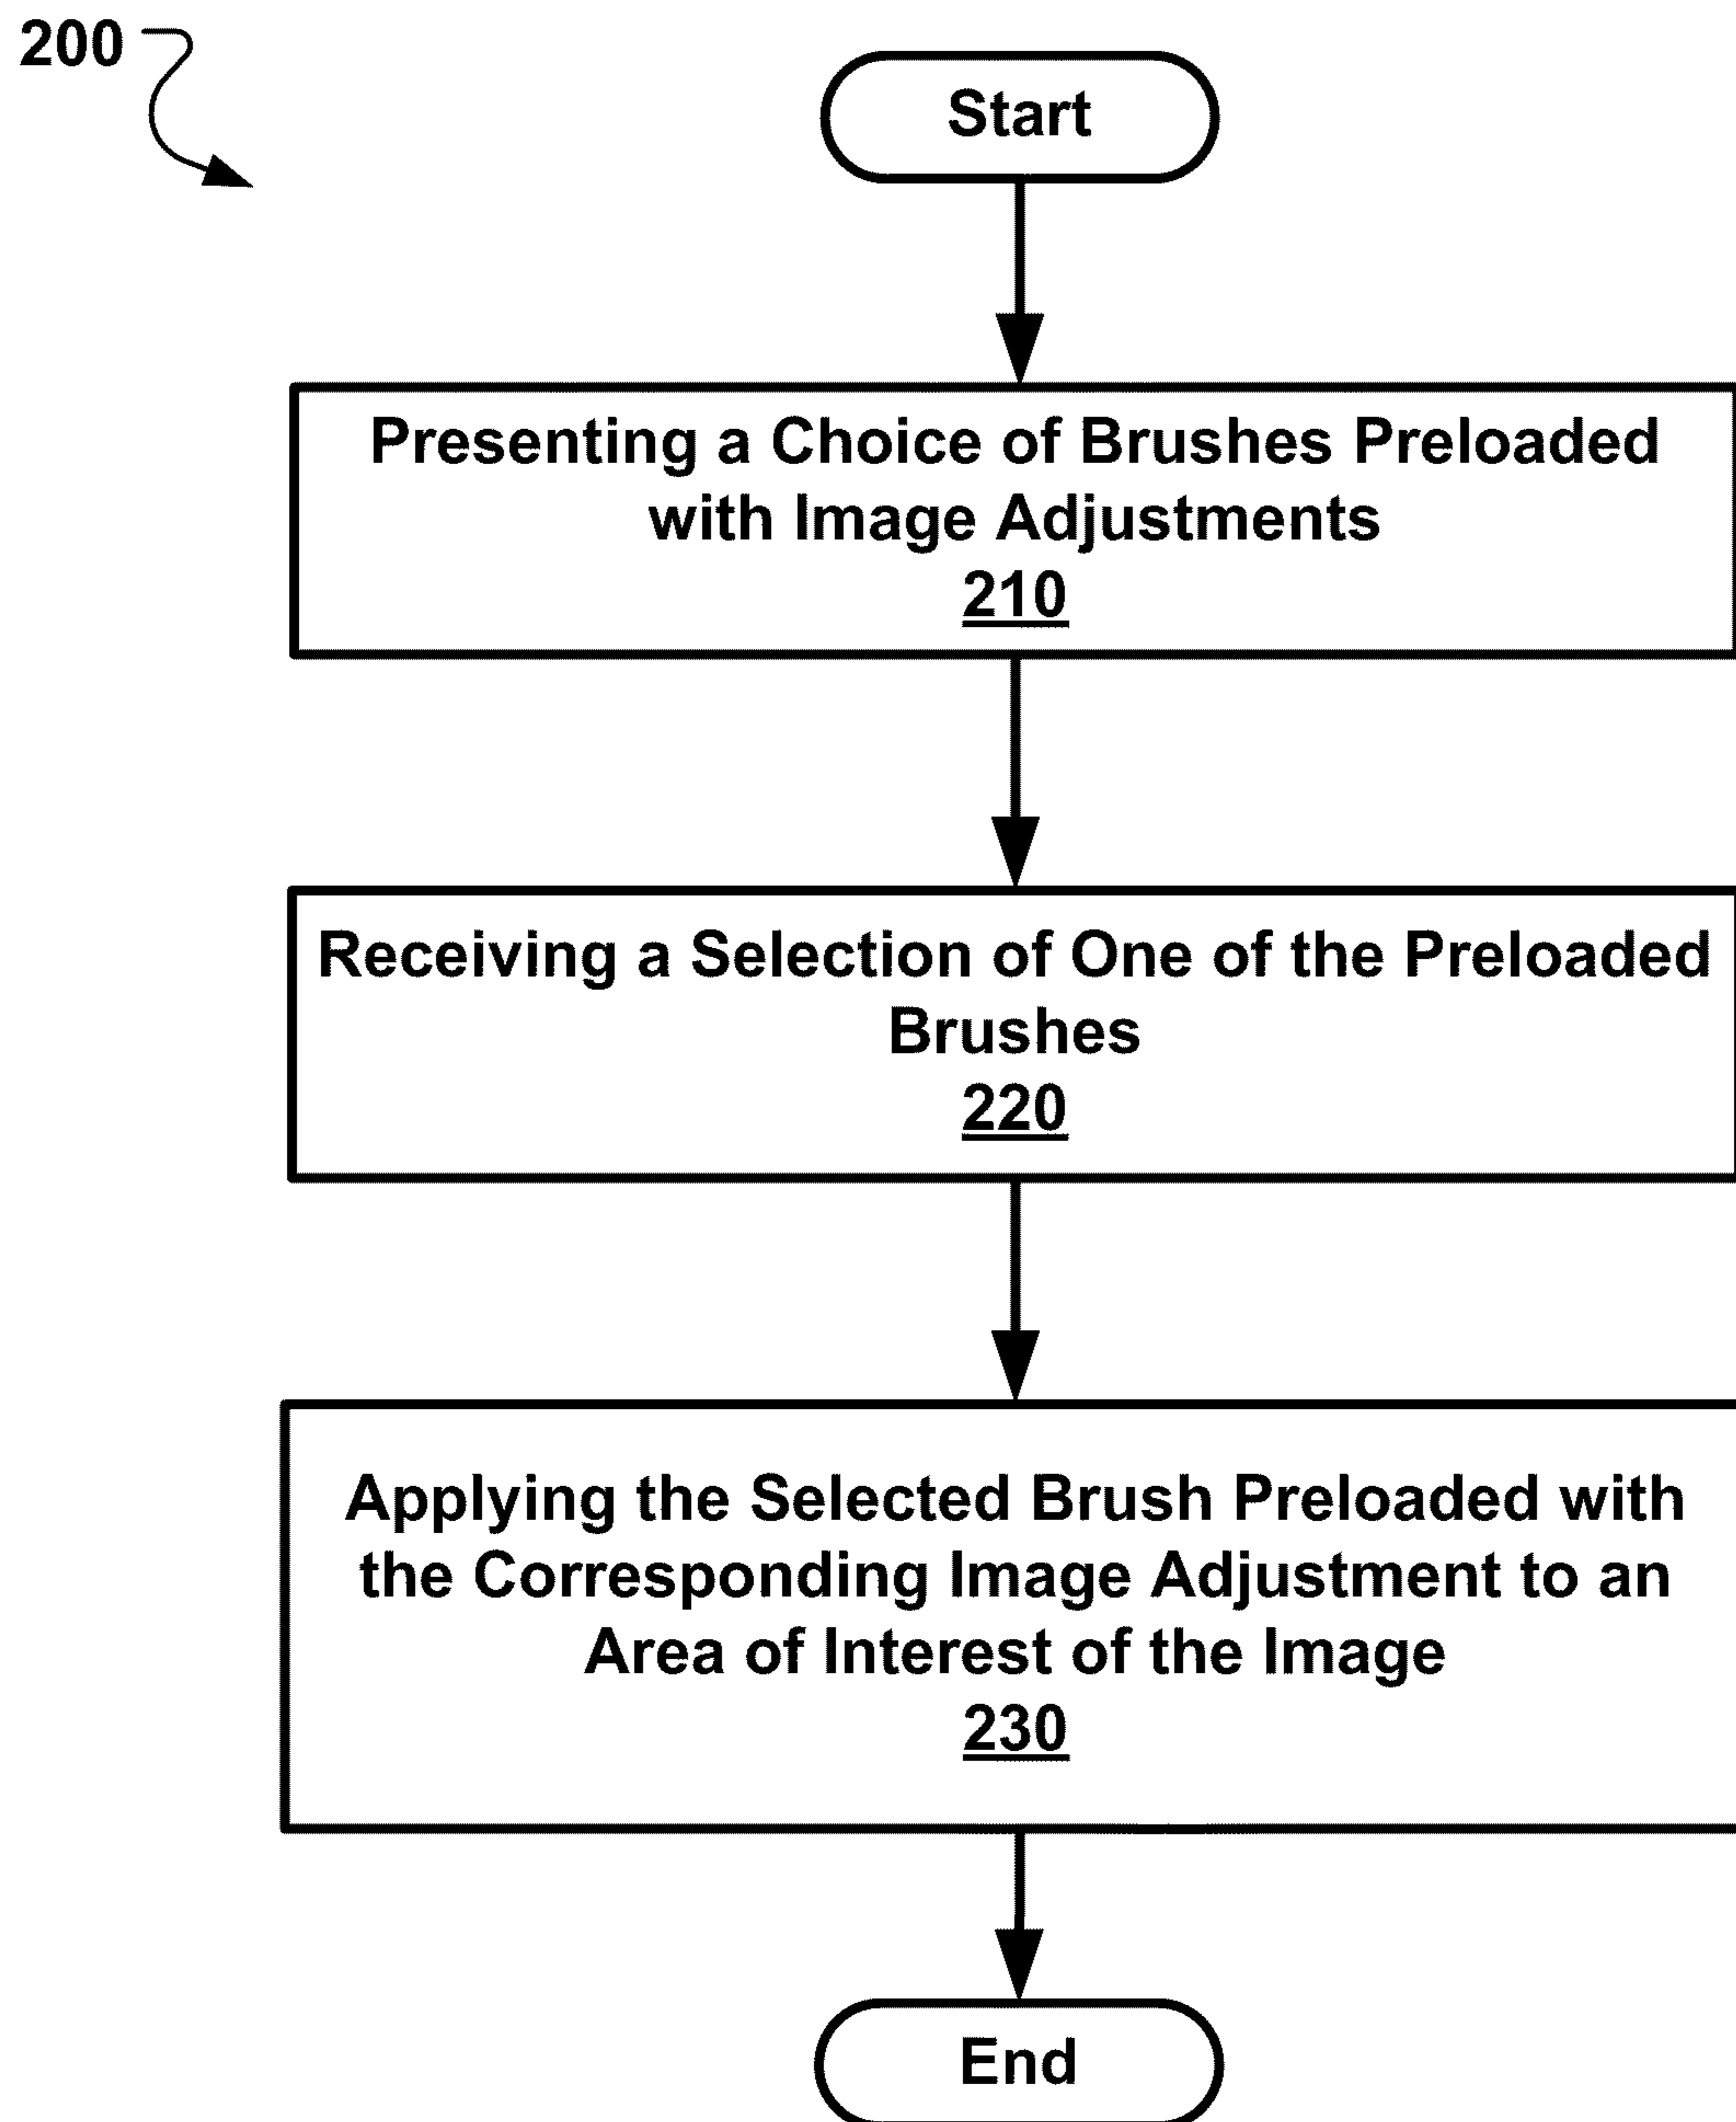 200
Start
Presenting a Choice of Brushes Preloaded
with Image Adjustments
210
Receiving a Selection of One of the Preloaded
Brushes
220
Applying the Selected Brush Preloaded with
the Corresponding Image Adjustment to an
Area of Interest of the Image
230
End